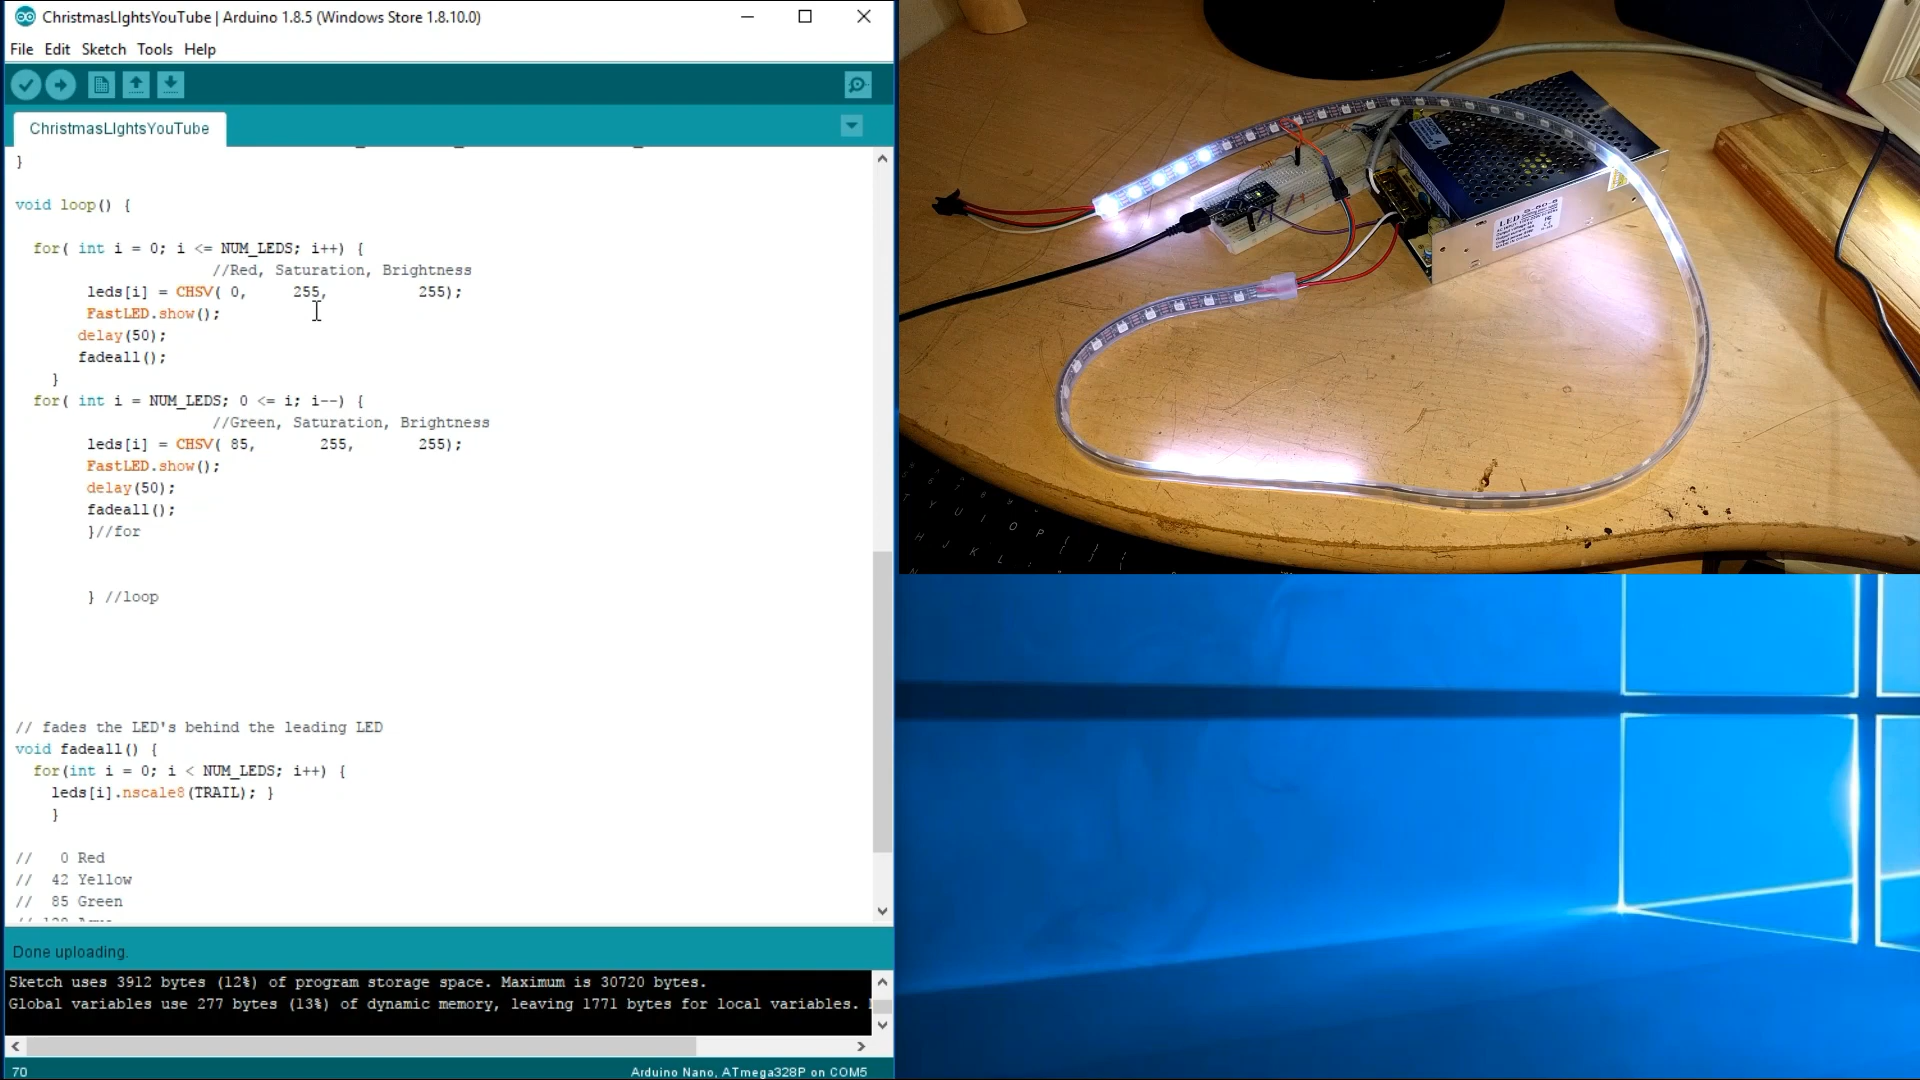 ChristmasLIghtsYouTube | Arduino 1.8.5 (Windows Store 1.8.10.0)
File Edit Sketch Tools Help
ChristmasLIghtsYouTube
}
void loop() {
for( int i = 0; i <= NUM_LEDS; i++) {
//Red, Saturation, Brightness
leds[i] = CHSV( 0, 255, 255);
FastLED.show();
delay(50);
fadeall();
}
for( int i = NUM_LEDS; 0 <= i; i--) {
//Green, Saturation, Brightness
leds[i] = CHSV( 85, 255, 255);
FastLED.show();
delay(50);
fadeall();
}//for
} //loop
// fades the LED's behind the leading LED
void fadeall() {
for(int i = 0; i < NUM_LEDS; i++) {
leds[i].nscale8(TRAIL); }
}
// 0 Red
// 42 Yellow
// 85 Green
Done uploading.
Sketch uses 3912 bytes (12%) of program storage space. Maximum is 30720 bytes.
Global variables use 277 bytes (13%) of dynamic memory, leaving 1771 bytes for local variables.
70
Arduino Nano, ATmega328P on COM5
LED
Y U I O P
H J K L